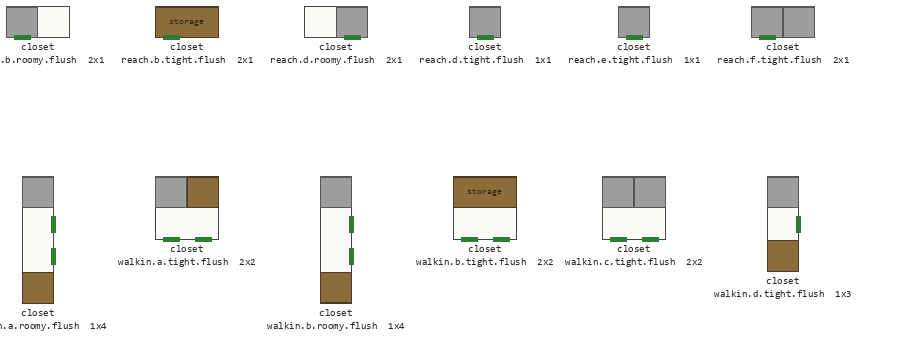 storage
closet closet closet closet closet closet
.b.roomy.flush 2x1 reach.b.tight.flush 2x1 reach.d.roomy.flush 2x1 reach.d.tight.flush 1x1 reach.e.tight.flush 1x1 reach.f.tight.flush 2x1
storage
closet closet closet
walkin.a.tight.flush 2x2 walkin.b.tight.flush 2x2 walkin.c.tight.flush 2x2
closet
walkin.d.tight.flush 1x3
closet closet
n.a.roomy.flush 1x4 walkin.b.roomy.flush 1x4